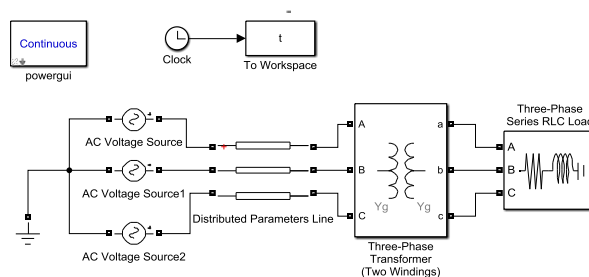 Continuous
powergui
Clock
t
To Workspace
AC Voltage Source
AC Voltage Source1
AC Voltage Source2
Distributed Parameters Line
A
B
C
a
b
c
Yg
Yg
Three-Phase
Transformer
(Two Windings)
Three-Phase
Series RLC Load
A
B
C